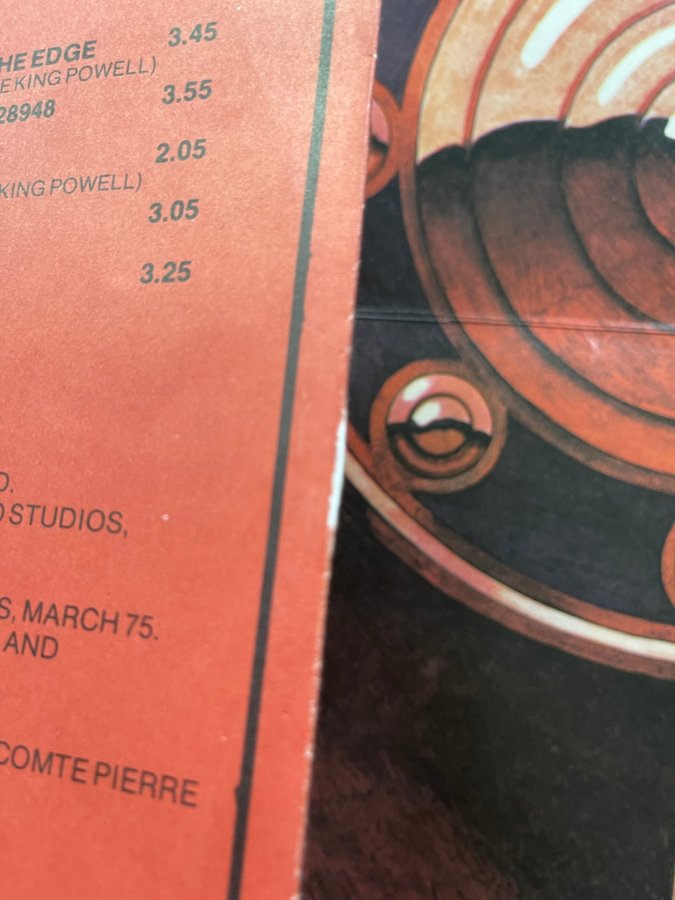 HE EDGE 3.45
E KING POWELL)
28948 3.55
2.05
KING POWELL)
3.05
3.25
D.
O STUDIOS,
S, MARCH 75.
AND
COMTE PIERRE